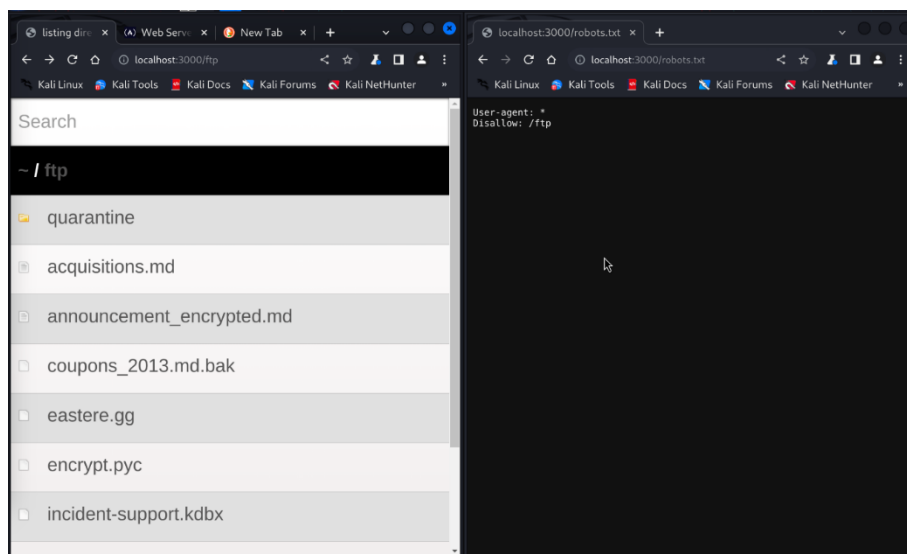 listing dire
Web Serve
New Tab
localhost:3000/ftp
Kali Linux Kali Tools Kali Docs Kali Forums Kali NetHunter »
Search
~ / ftp
quarantine
acquisitions.md
announcement_encrypted.md
coupons_2013.md.bak
eastere.gg
encrypt.pyc
incident-support.kdbx
localhost:3000/robots.txt
localhost:3000/robots.txt
Kali Linux Kali Tools Kali Docs Kali Forums Kali NetHunter »
User-agent: *
Disallow: /ftp